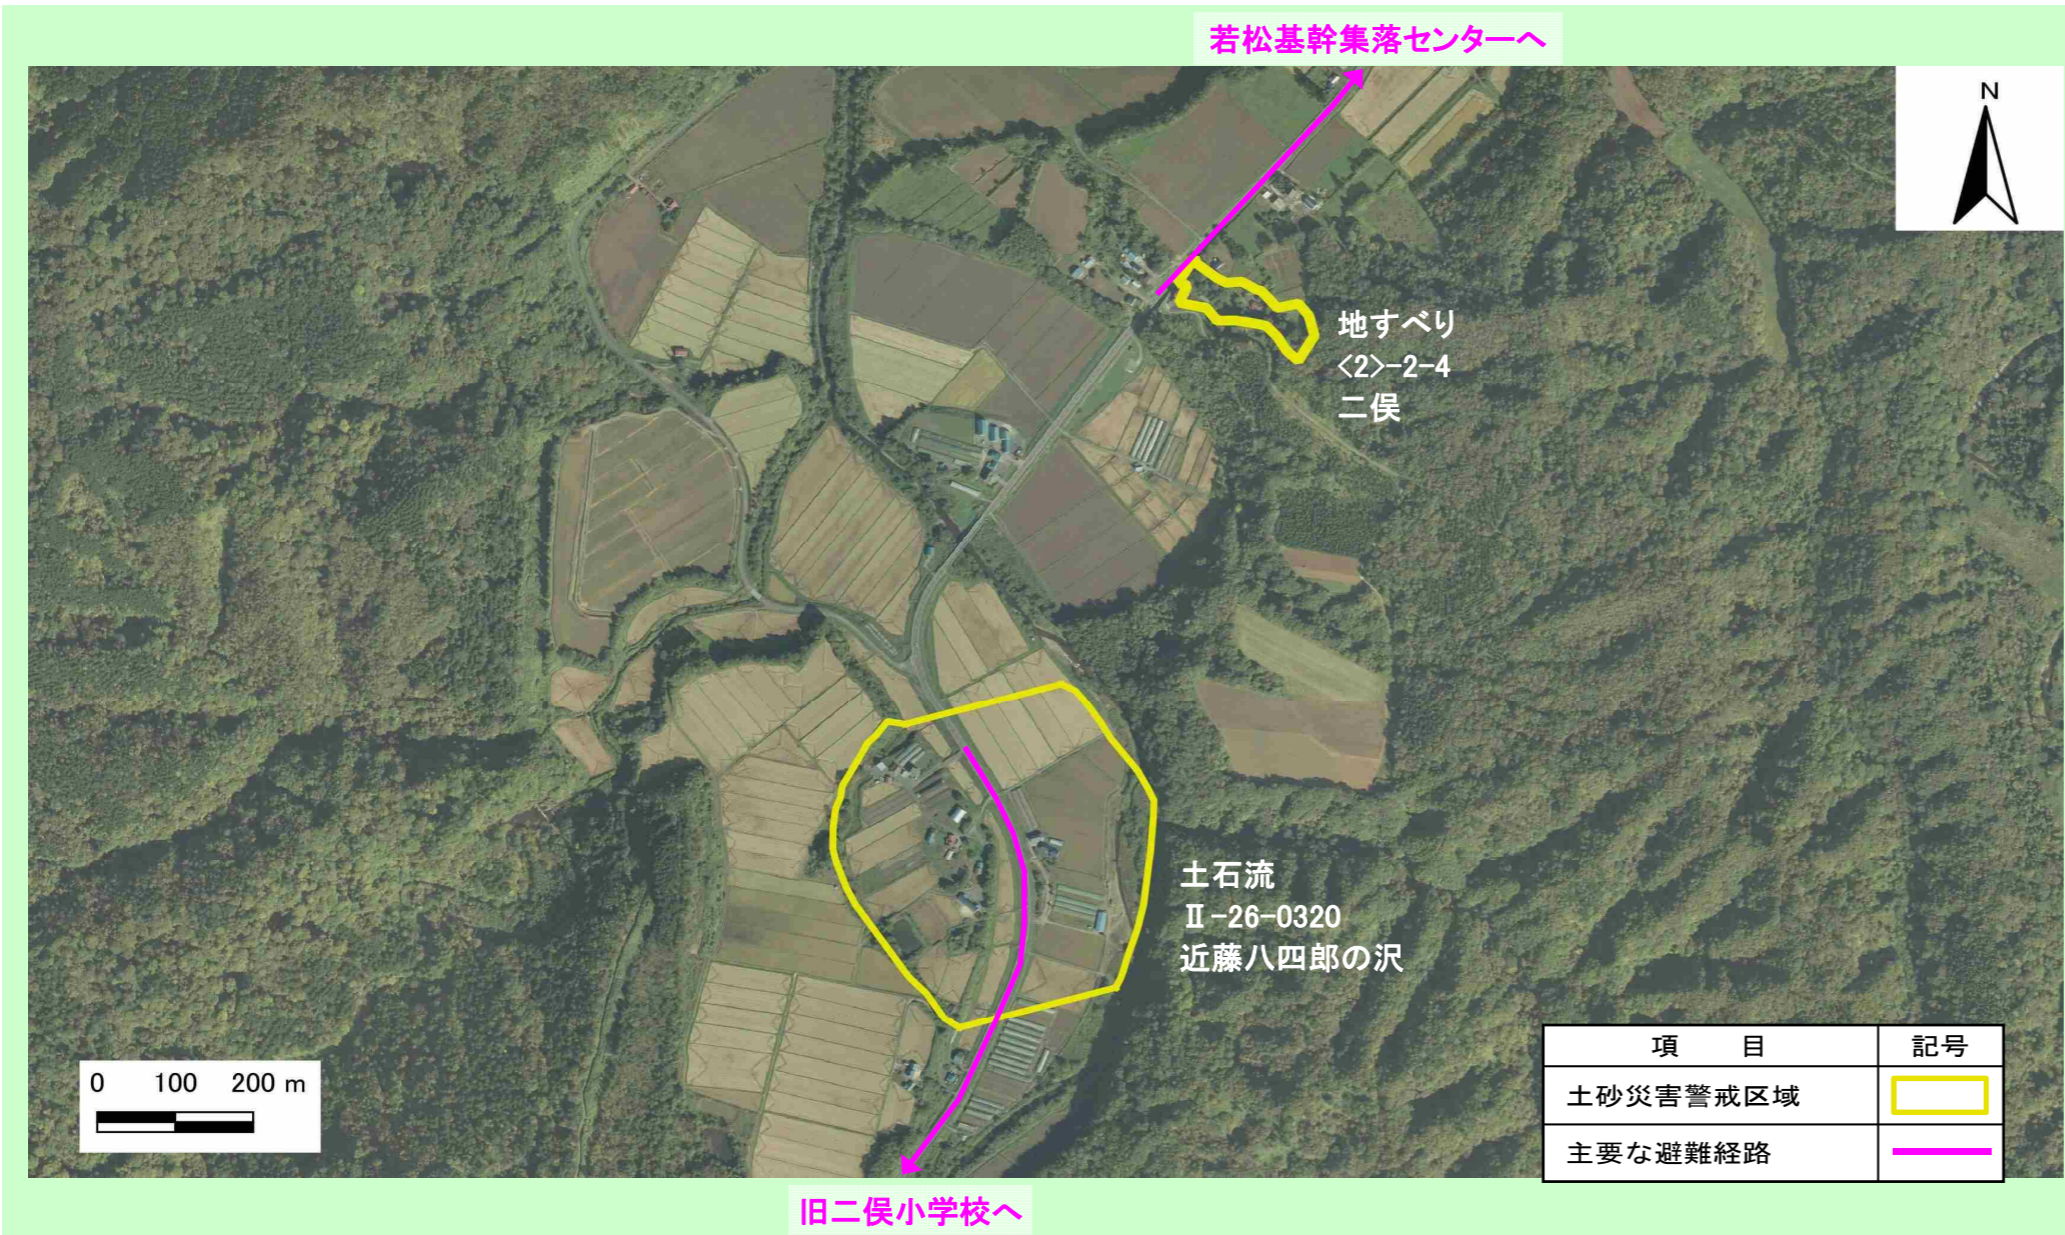 若松基幹集落センターへ
N
地すべり
<2>-2-4
二俣
土石流
Ⅱ-26-0320
近藤八四郎の沢
0 100 200 m
項 目 記号
土砂災害警戒区域
主要な避難経路
旧二俣小学校へ